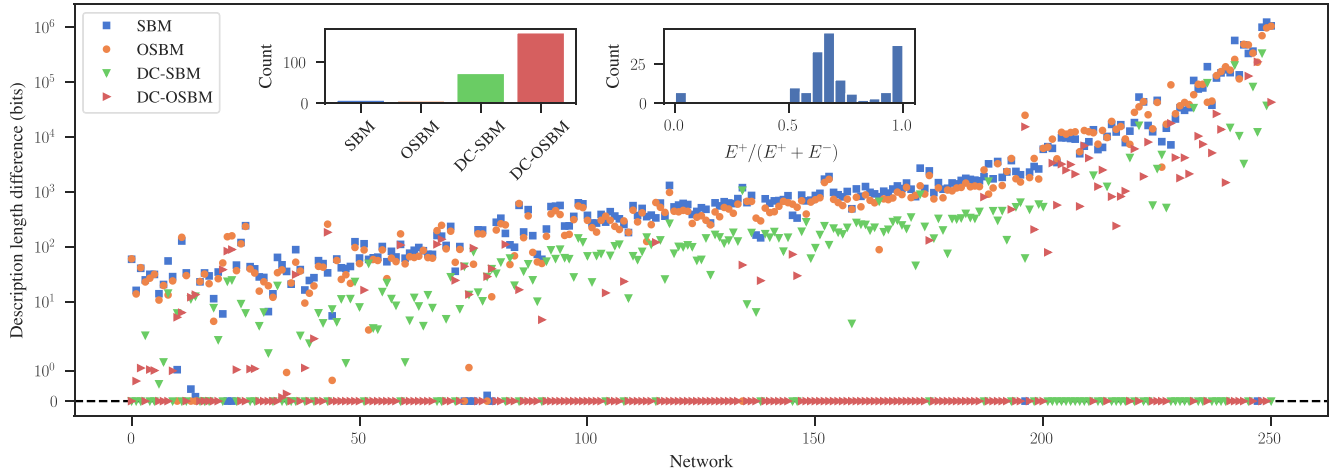 SBM
OSBM
DC-SBM
DC-OSBM
Count
100
0
SBM
OSBM
DC-SBM
DC-OSBM
Count
25
0
0.0
0.5
1.0
E⁺/(E⁺ + E⁻)
Description length difference (bits)
10⁶
10⁵
10⁴
10³
10²
10¹
10⁰
0
0
50
100
150
200
250
Network